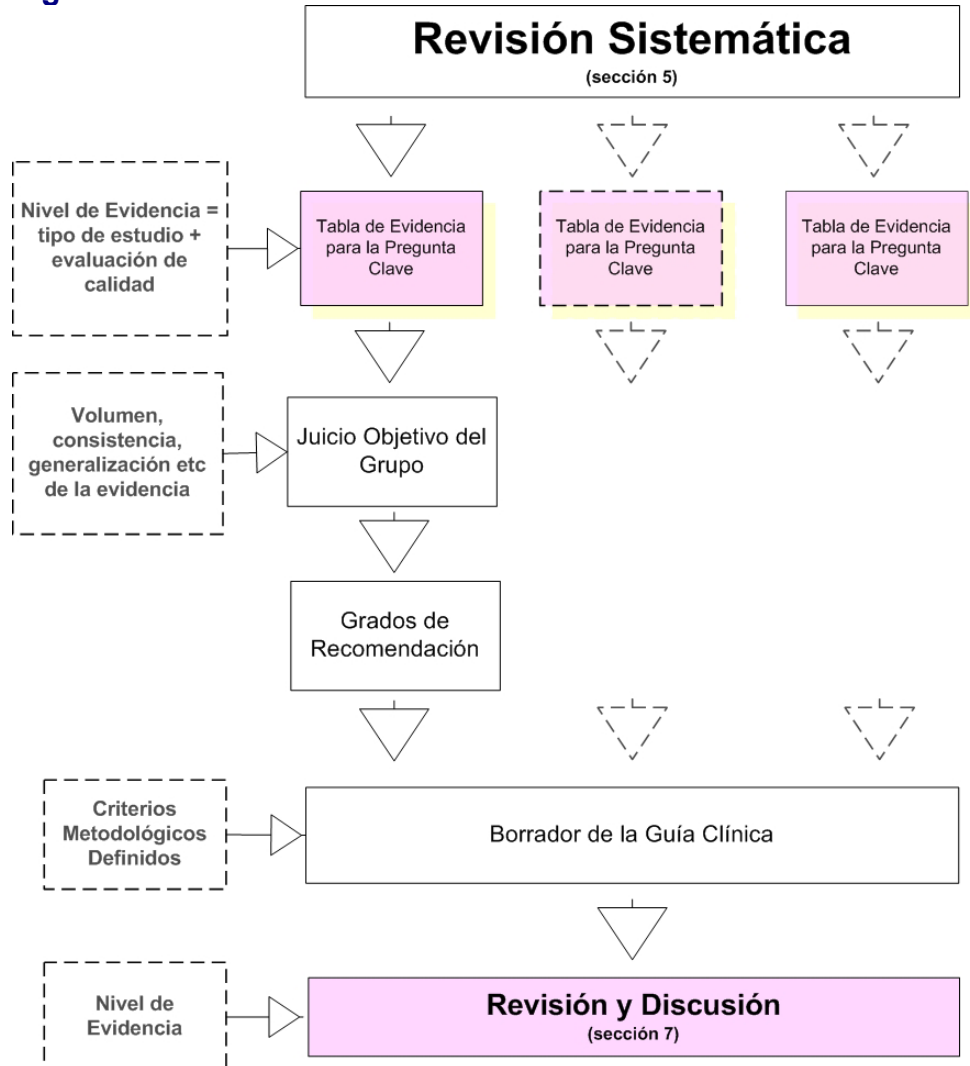 Revisión Sistemática
(sección 5)
Nivel de Evidencia =
tipo de estudio +
evaluación de
calidad
Tabla de Evidencia
para la Pregunta
Clave
Tabla de Evidencia
para la Pregunta
Clave
Tabla de Evidencia
para la Pregunta
Clave
Volumen,
consistencia,
generalización etc
de la evidencia
Juicio Objetivo del
Grupo
Grados de
Recomendación
Criterios
Metodológicos
Definidos
Borrador de la Guía Clínica
Nivel de
Evidencia
Revisión y Discusión
(sección 7)